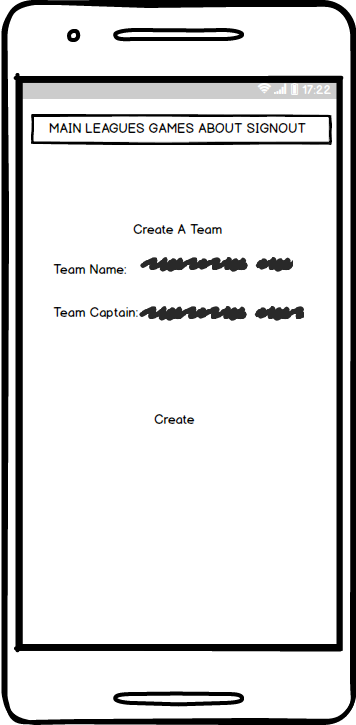 17:22
MAIN LEAGUES GAMES ABOUT SIGNOUT
Create A Team
Team Name:
Team Captain:
Create